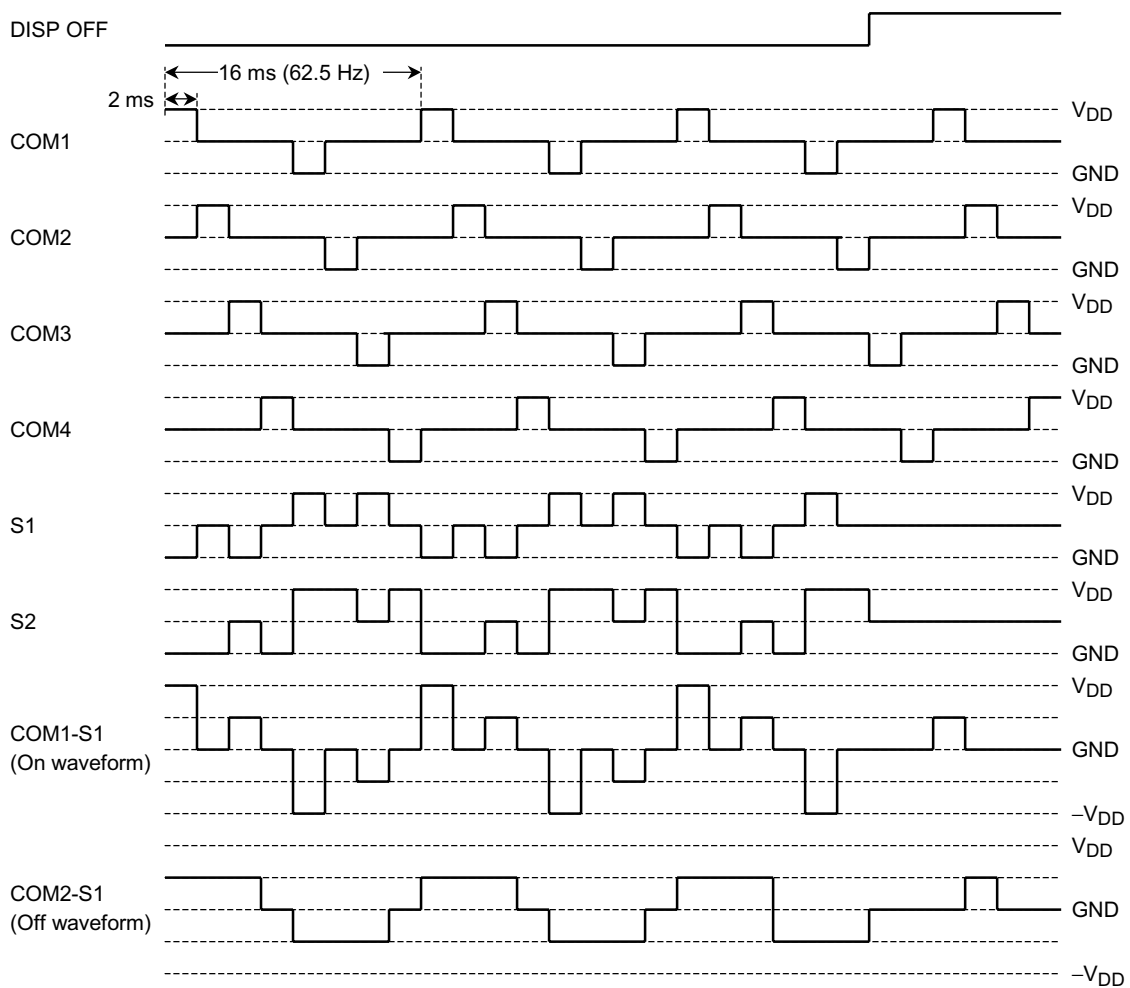 DISP OFF
16 ms (62.5 Hz)
2 ms
COM1
VDD
GND
COM2
VDD
GND
COM3
VDD
GND
COM4
VDD
GND
S1
VDD
GND
S2
VDD
GND
COM1-S1
(On waveform)
VDD
GND
–VDD
COM2-S1
(Off waveform)
VDD
GND
–VDD